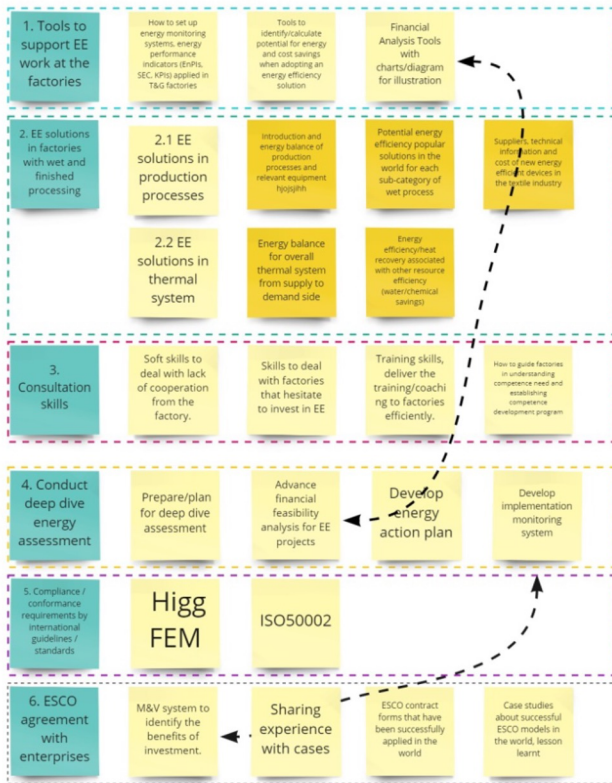 1. Tools to
support EE
work at the
factories
How to set up
energy monitoring
systems, energy
performance
indicators (EnPIs,
SEC, KPIs) applied in
T&G factories
Tools to
identify/calculate
potential for energy
and cost savings
when adopting an
energy efficiency
solution
Financial
Analysis Tools
with
charts/diagram
for illustration
2. EE solutions
in factories
with wet and
finished
processing
2.1 EE
solutions in
production
processes
Introduction and
energy balance of
production
processes and
relevant equipment
hjojsjihh
Potential energy
efficiency popular
solutions in the
world for each
sub-category of
wet process
Suppliers, technical
information and
cost of new energy
efficient devices in
the textile industry
2.2 EE
solutions in
thermal
system
Energy balance
for overall
thermal system
from supply to
demand side
Energy
efficiency/heat
recovery associated
with other resource
efficiency
(water/chemical
savings)
3.
Consultation
skills
Soft skills to
deal with lack
of cooperation
from the
factory.
Skills to deal
with factories
that hesitate to
invest in EE
Training skills,
deliver the
training/coachi
ng to factories
efficiently.
How to guide factories
in understanding
competence need and
establishing
competence
development program
4. Conduct
deep dive
energy
assessment
Prepare/plan
for deep dive
assessment
Advance
financial
feasibility
analysis for EE
projects
Develop
energy
action plan
Develop
implementation
monitoring
system
5. Compliance /
conformance
requirements by
international
guidelines /
standards
Higg
FEM
ISO50002
6. ESCO
agreement
with
enterprises
M&V system to
identify the
benefits of
investment.
Sharing
experience
with cases
ESCO contract
forms that have
been successfully
applied in the
world
Case studies
about successful
ESCO models in
the world, lesson
learnt